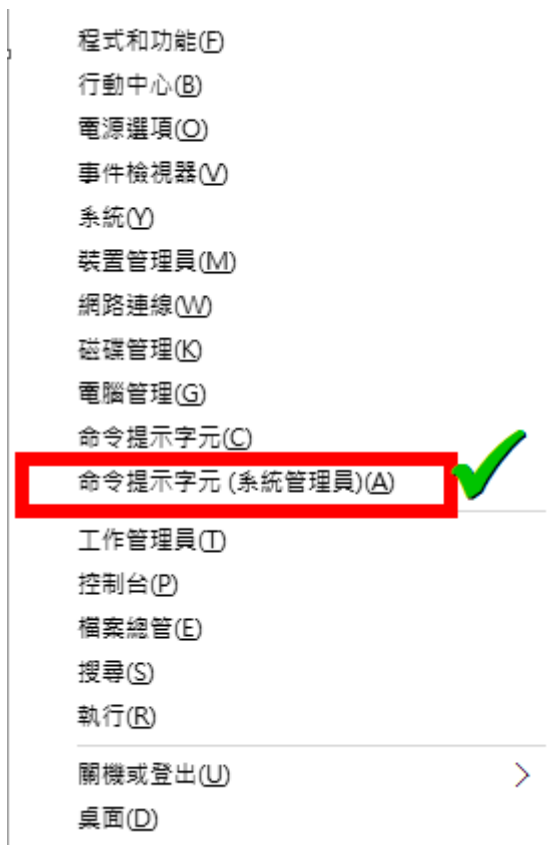 程式和功能(F)
行動中心(B)
電源選項(O)
事件檢視器(V)
系統(Y)
裝置管理員(M)
網路連線(W)
磁碟管理(K)
電腦管理(G)
命令提示字元(C)
命令提示字元 (系統管理員)(A)
工作管理員(T)
控制台(P)
檔案總管(E)
搜尋(S)
執行(R)
關機或登出(U)
桌面(D)